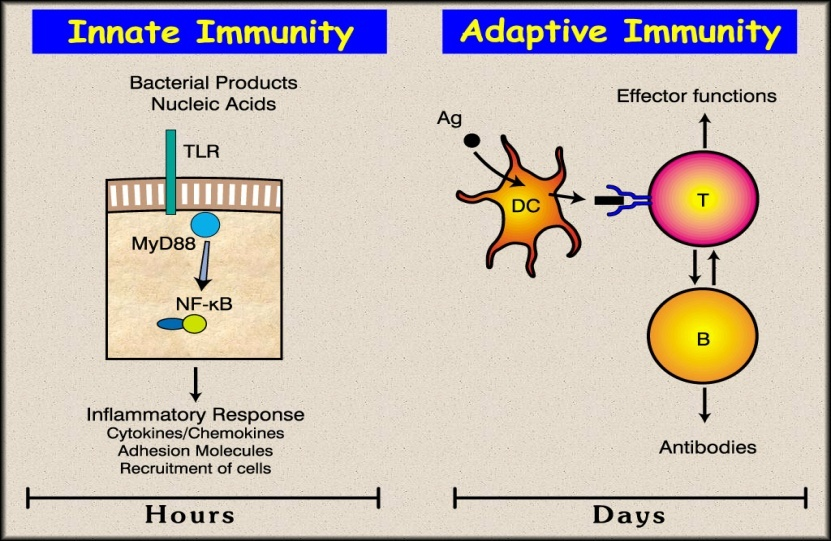 Innate Immunity
Bacterial Products
Nucleic Acids
TLR
MyD88
NF-κB
Inflammatory Response
Cytokines/Chemokines
Adhesion Molecules
Recruitment of cells
Hours
Adaptive Immunity
Effector functions
Ag
DC
T
B
Antibodies
Days